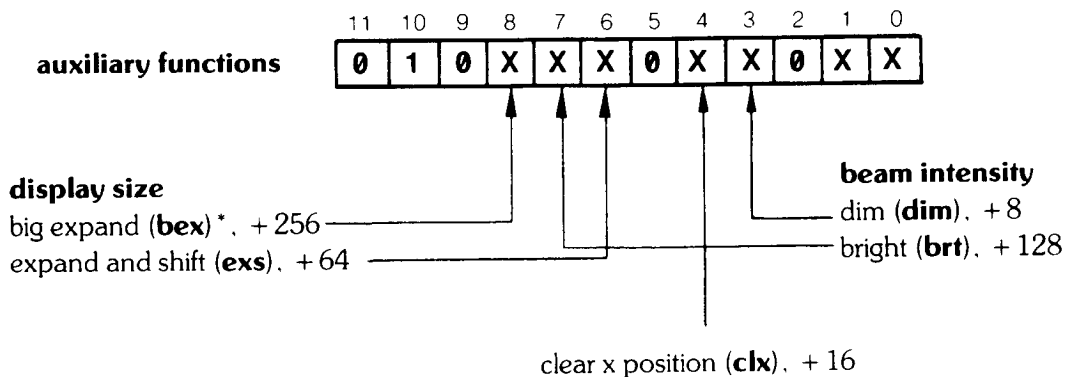 11 10 9 8 7 6 5 4 3 2 1 0
auxiliary functions 0 1 0 X X X 0 X X 0 X X
display size
big expand (bex)*, +256
expand and shift (exs), +64
beam intensity
dim (dim), +8
bright (brt), +128
clear x position (clx), +16